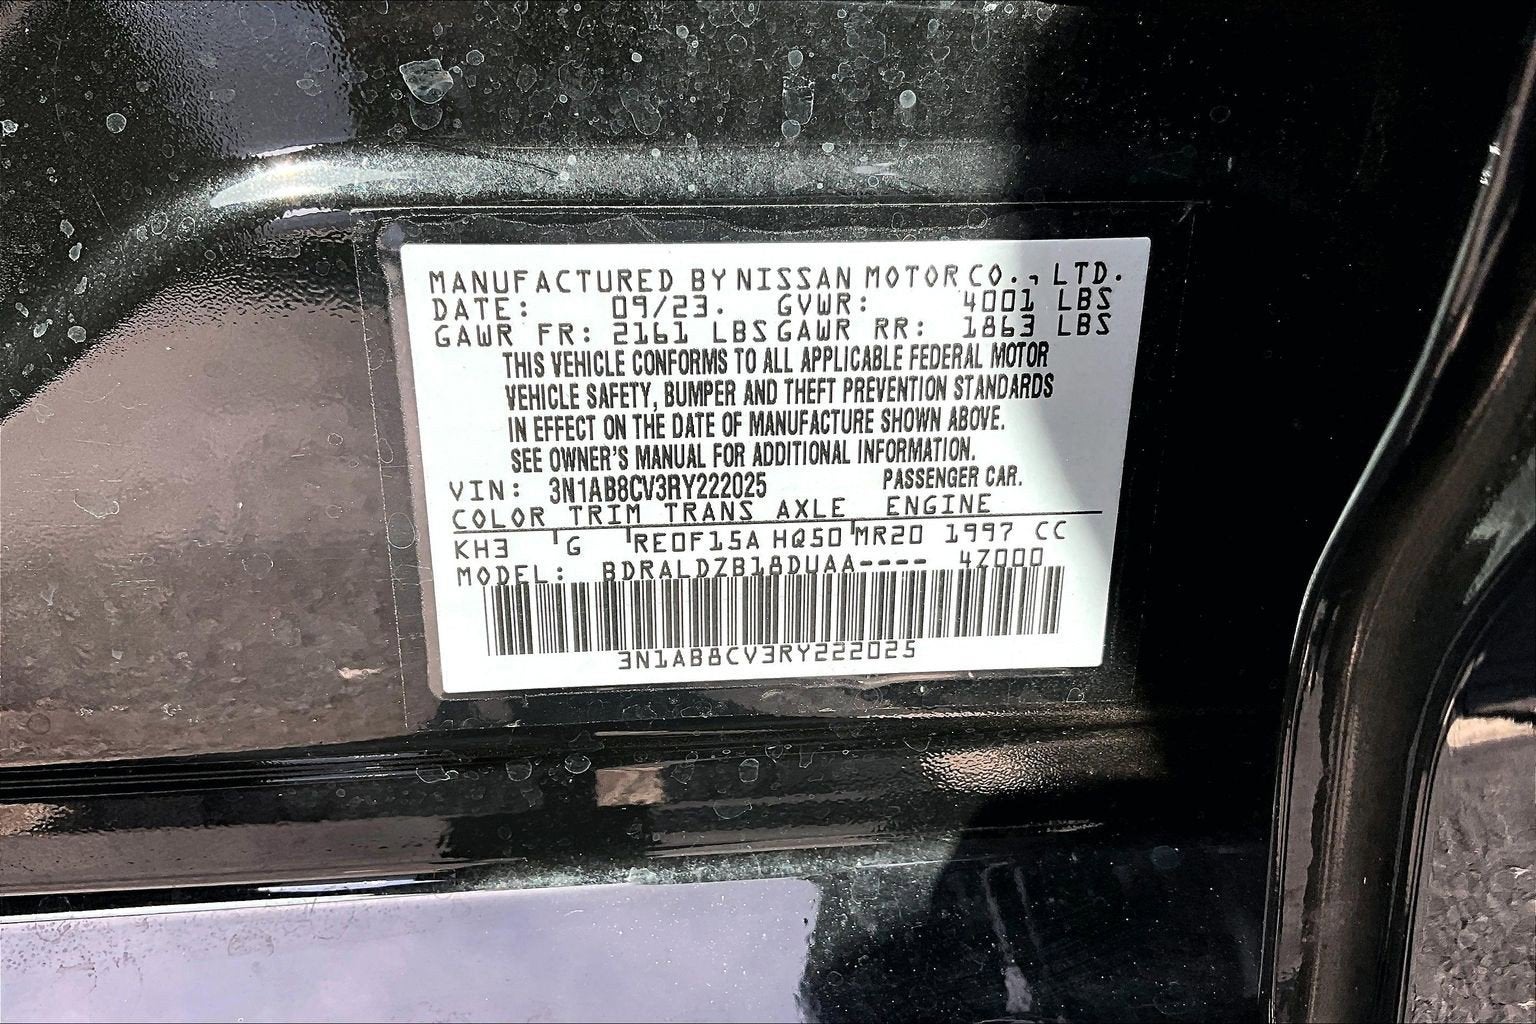 MANUFACTURED BY NISSAN MOTOR CO., LTD.
DATE: 09/23. GVWR: 4001 LBS
GAWR FR: 2161 LBS GAWR RR: 1863 LBS
THIS VEHICLE CONFORMS TO ALL APPLICABLE FEDERAL MOTOR
VEHICLE SAFETY, BUMPER AND THEFT PREVENTION STANDARDS
IN EFFECT ON THE DATE OF MANUFACTURE SHOWN ABOVE.
SEE OWNER'S MANUAL FOR ADDITIONAL INFORMATION.
VIN: 3N1AB8CV3RY222025 PASSENGER CAR.
COLOR TRIM TRANS AXLE ENGINE
KH3 G RE0F15A HQ50 MR20 1997 CC
MODEL: BDRALDZB18DUAA---- 4Z000
3N1AB8CV3RY222025